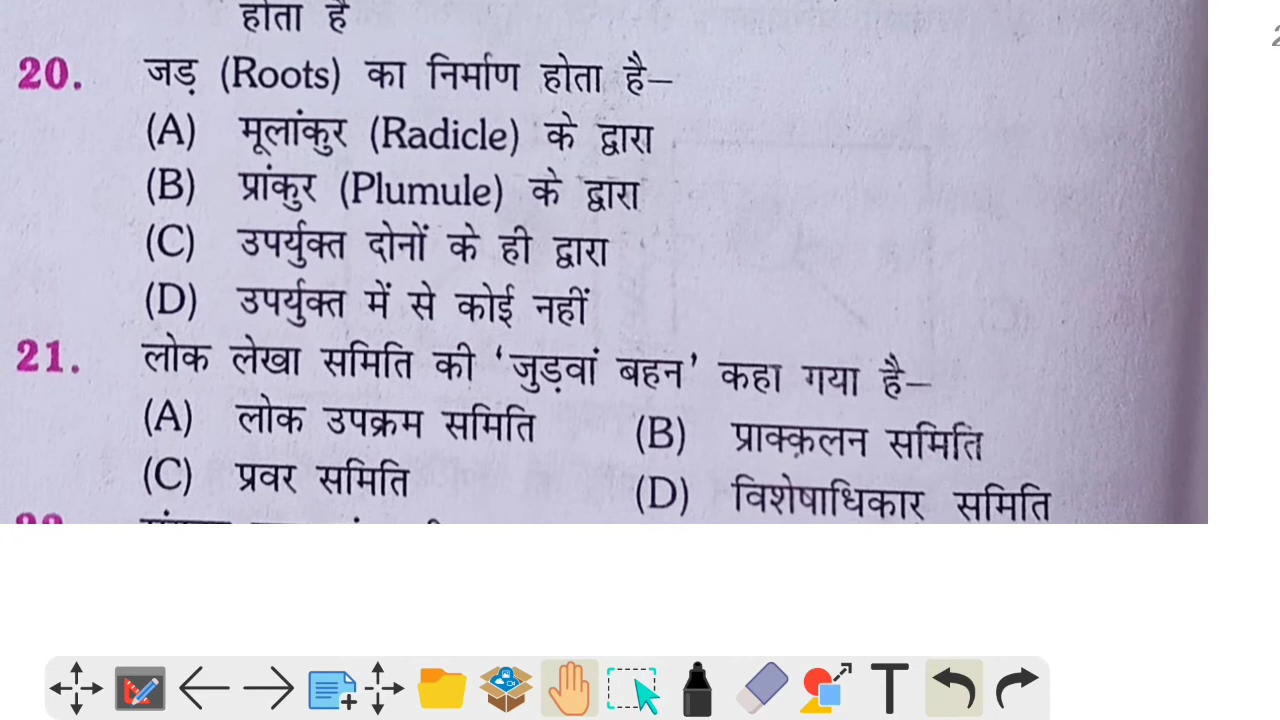 होता है
20. जड़ (Roots) का निर्माण होता है–
(A) मूलांकुर (Radicle) के द्वारा
(B) प्रांकुर (Plumule) के द्वारा
(C) उपर्युक्त दोनों के ही द्वारा
(D) उपर्युक्त में से कोई नहीं
21. लोक लेखा समिति की ‘जुड़वां बहन’ कहा गया है–
(A) लोक उपक्रम समिति (B) प्राक्क़लन समिति
(C) प्रवर समिति (D) विशेषाधिकार समिति